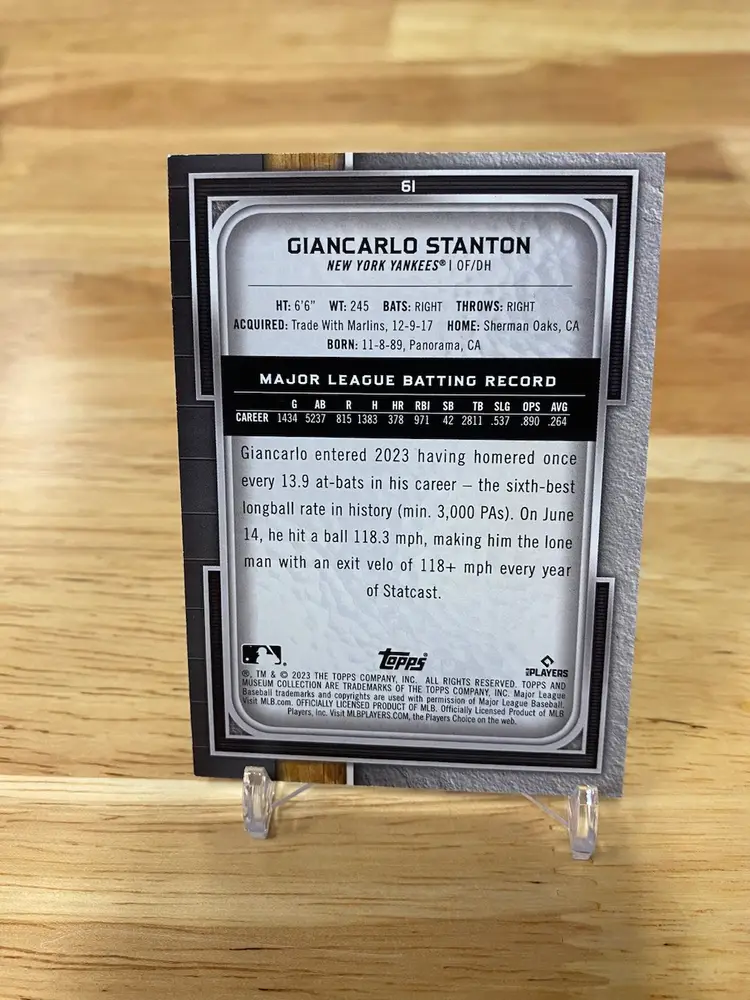 61
GIANCARLO STANTON
NEW YORK YANKEES® | OF/DH
HT: 6'6" WT: 245 BATS: RIGHT THROWS: RIGHT
ACQUIRED: Trade With Marlins, 12-9-17 HOME: Sherman Oaks, CA
BORN: 11-8-89, Panorama, CA
MAJOR LEAGUE BATTING RECORD
G AB R H HR RBI SB TB SLG OPS AVG
CAREER 1434 5237 815 1383 378 971 42 2811 .537 .890 .264
Giancarlo entered 2023 having homered once
every 13.9 at-bats in his career – the sixth-best
longball rate in history (min. 3,000 PAs). On June
14, he hit a ball 118.3 mph, making him the lone
man with an exit velo of 118+ mph every year
of Statcast.
Topps®
MLB PLAYERS
®, TM & © 2023 THE TOPPS COMPANY, INC. ALL RIGHTS RESERVED. TOPPS AND
MUSEUM COLLECTION ARE TRADEMARKS OF THE TOPPS COMPANY, INC. Major League
Baseball trademarks and copyrights are used with permission of Major League Baseball.
Visit MLB.com. OFFICIALLY LICENSED PRODUCT OF MLB. Officially Licensed Product of MLB
Players, Inc. Visit MLBPLAYERS.COM, the Players Choice on the web.